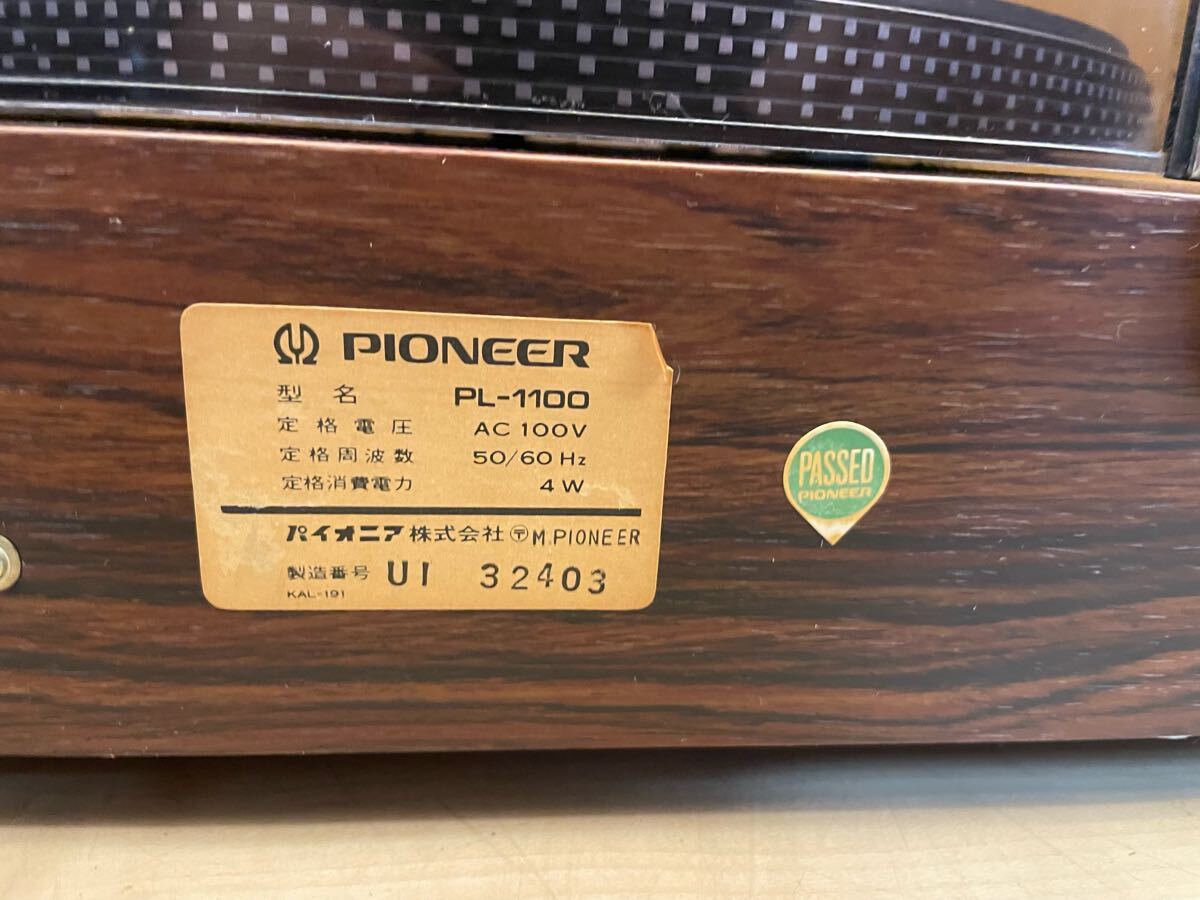 PIONEER
型名 PL-1100
定格電圧 AC 100V
定格周波数 50/60 Hz
定格消費電力 4 W
パイオニア株式会社 〶 M.PIONEER
製造番号 UI 32403
KAL-191
PASSED
PIONEER